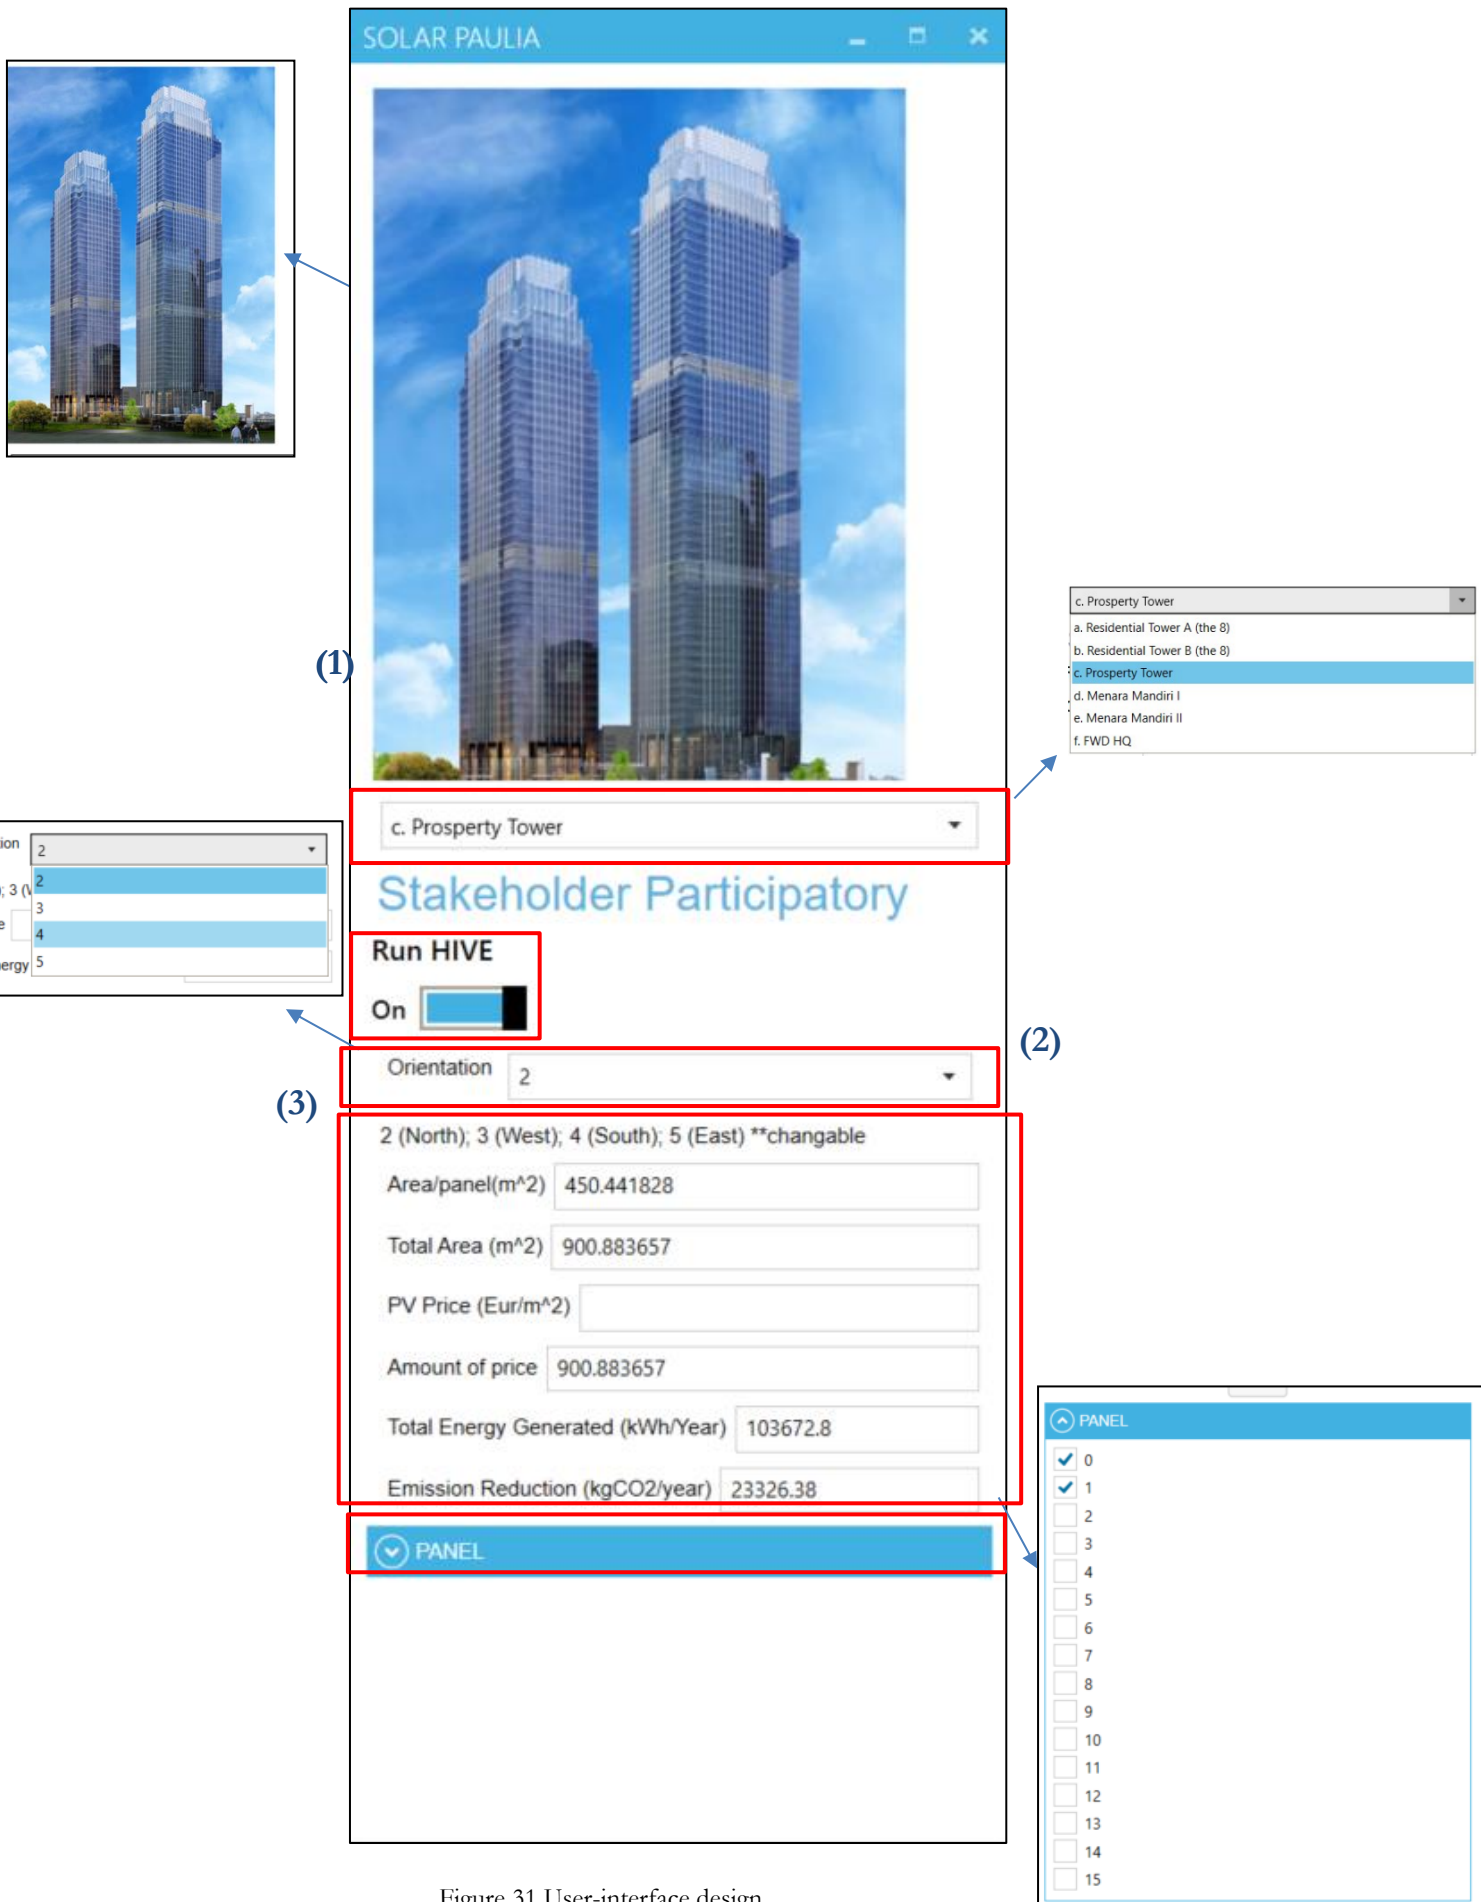 SOLAR PAULIA
(1)
c. Prosperty Tower
a. Residential Tower A (the 8)
b. Residential Tower B (the 8)
c. Prosperty Tower
d. Menara Mandiri I
e. Menara Mandiri II
f. FWD HQ
c. Prosperty Tower
Stakeholder Participatory
Run HIVE
On
2
2
3
4
5
; 3 (
(2)
Orientation 2
(3)
2 (North); 3 (West); 4 (South); 5 (East) **changable
Area/panel(m^2) 450.441828
Total Area (m^2) 900.883657
PV Price (Eur/m^2)
Amount of price 900.883657
Total Energy Generated (kWh/Year) 103672.8
Emission Reduction (kgCO2/year) 23326.38
PANEL
PANEL
0
1
2
3
4
5
6
7
8
9
10
11
12
13
14
15
Figure 31 User-interface design